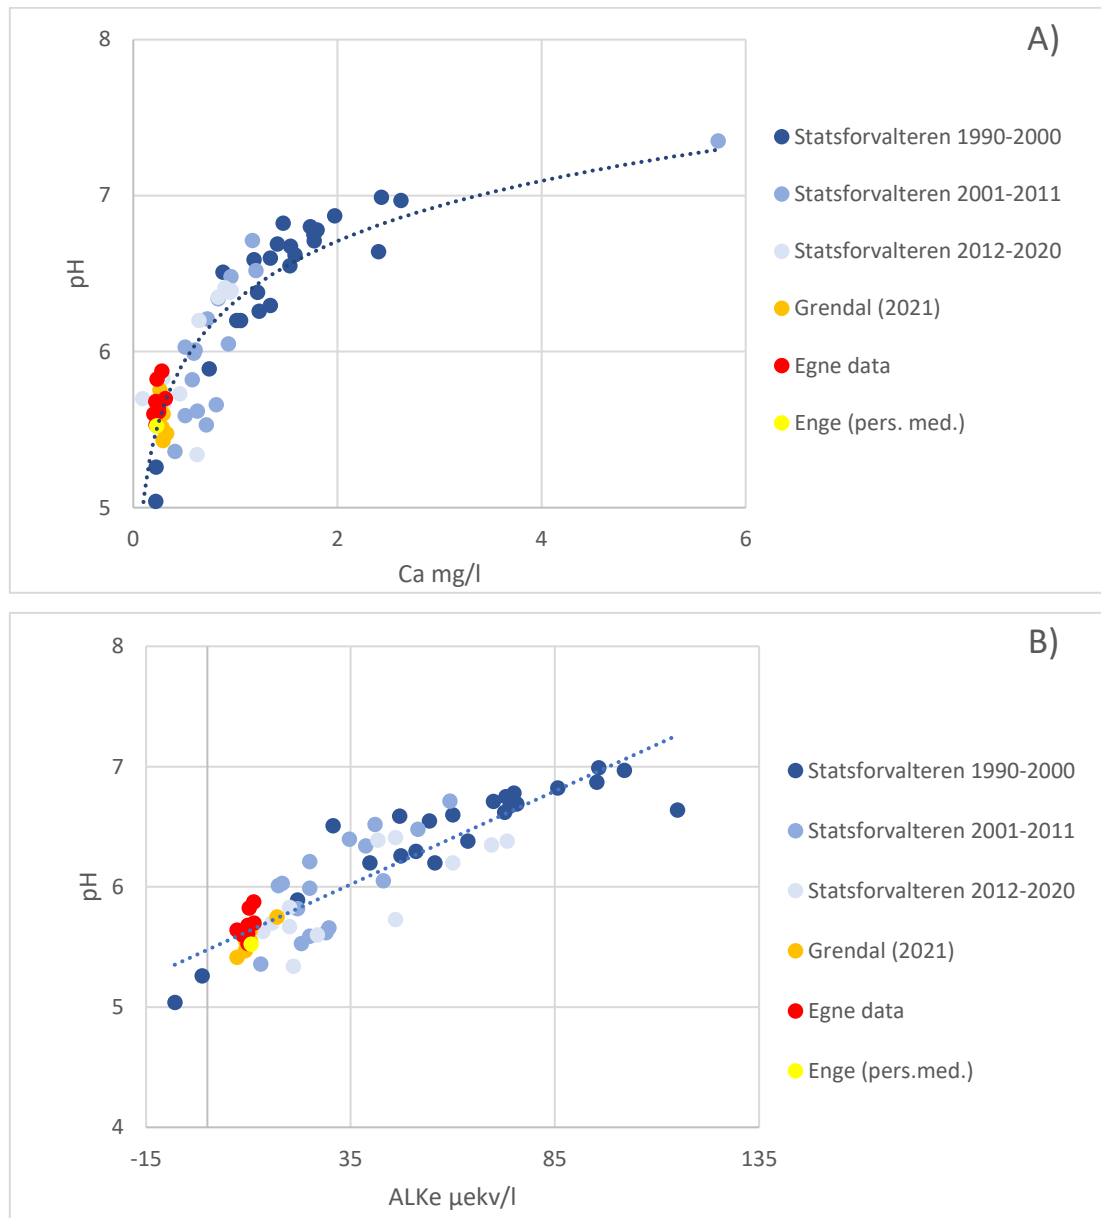 A)
8
7
6
5
pH
0
2
4
6
Ca mg/l
Statsforvalteren 1990-2000
Statsforvalteren 2001-2011
Statsforvalteren 2012-2020
Grendal (2021)
Egne data
Enge (pers. med.)
B)
8
7
6
5
4
pH
-15
35
85
135
ALKe µekv/l
Statsforvalteren 1990-2000
Statsforvalteren 2001-2011
Statsforvalteren 2012-2020
Grendal (2021)
Egne data
Enge (pers.med.)